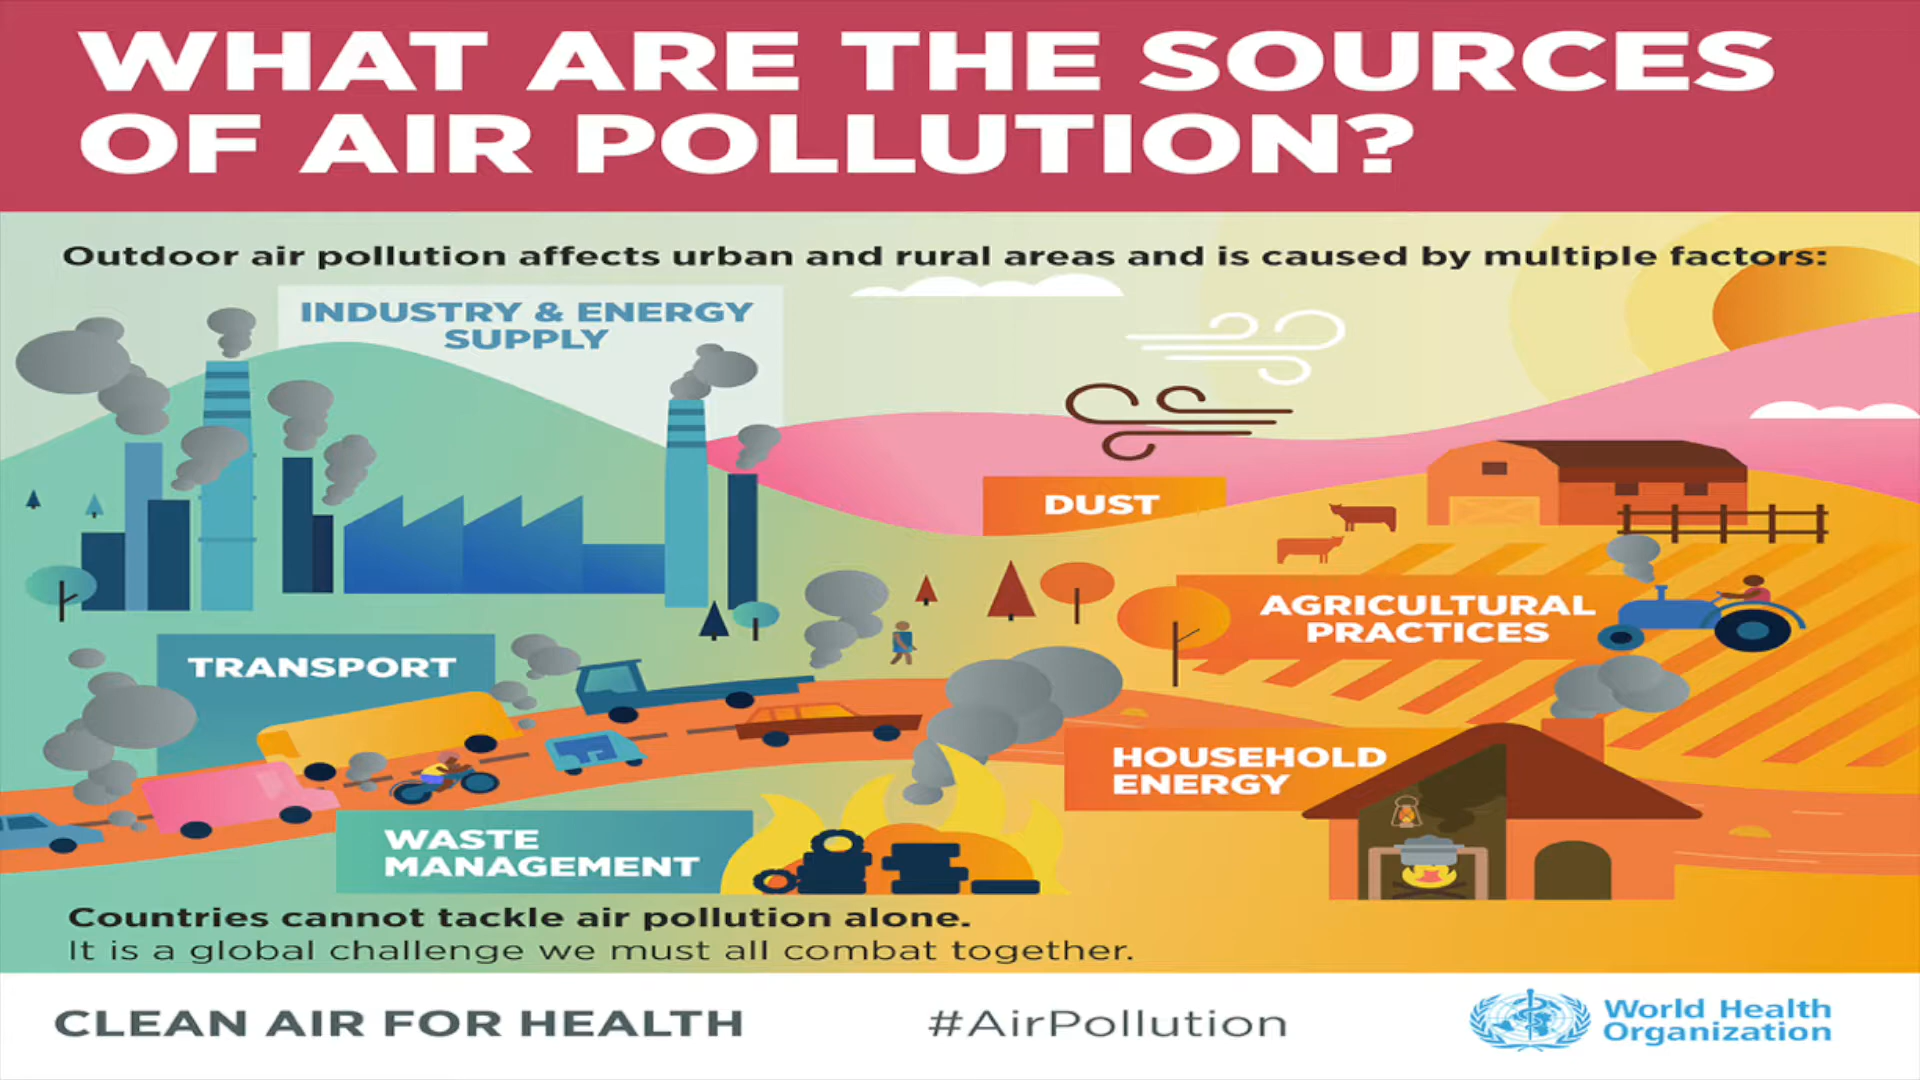 WHAT ARE THE SOURCES
OF AIR POLLUTION?
Outdoor air pollution affects urban and rural areas and is caused by multiple factors:
INDUSTRY & ENERGY
SUPPLY
DUST
AGRICULTURAL
PRACTICES
TRANSPORT
HOUSEHOLD
ENERGY
WASTE
MANAGEMENT
Countries cannot tackle air pollution alone.
It is a global challenge we must all combat together.
CLEAN AIR FOR HEALTH
#AirPollution
World Health
Organization